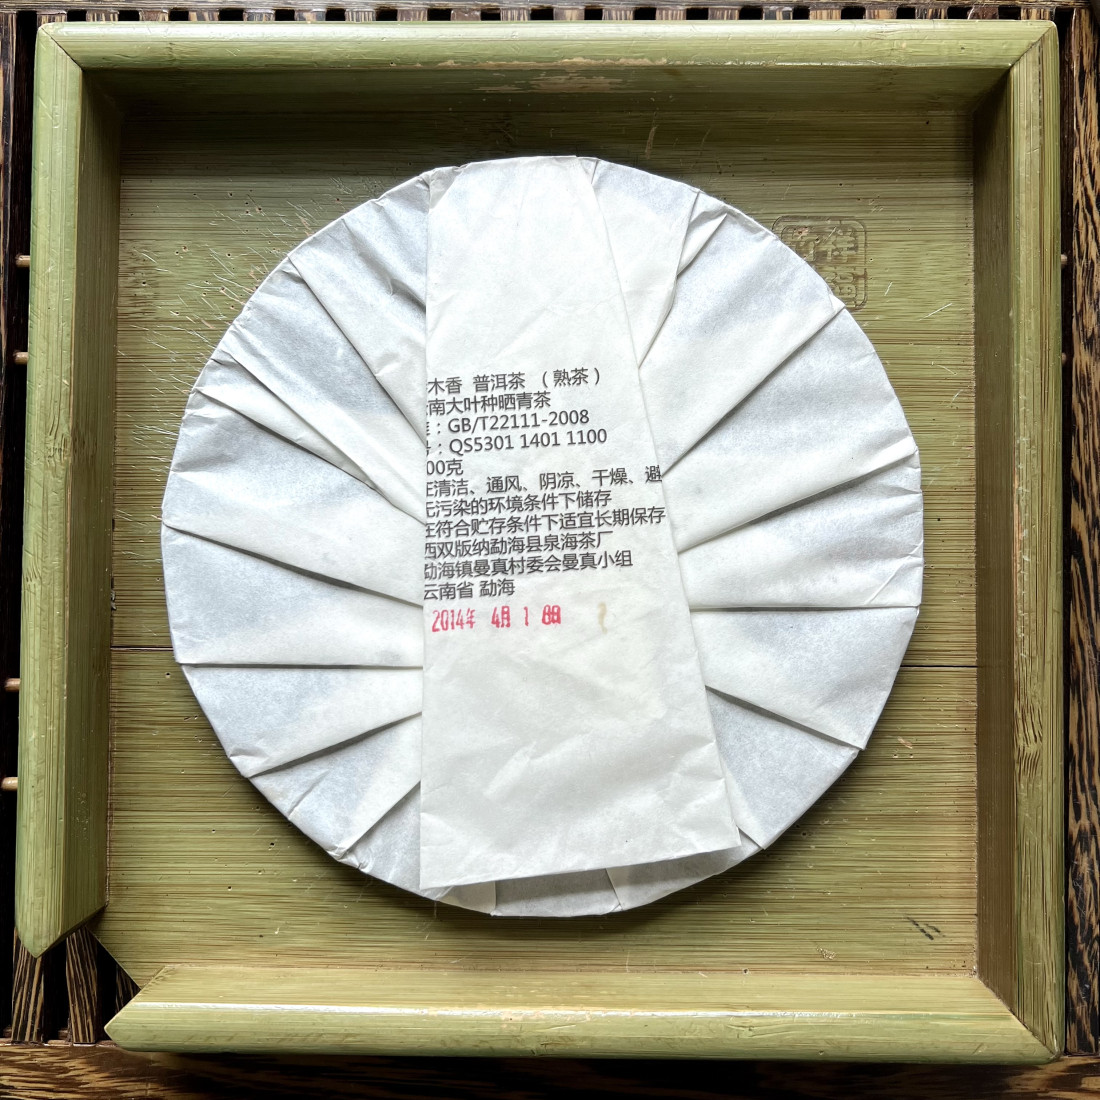 木香 普洱茶 （熟茶）
南大叶种晒青茶
：GB/T22111-2008
：QS5301 1401 1100
00克
清洁、通风、阴凉、干燥、避
无污染的环境条件下储存
在符合贮存条件下适宜长期保存
西双版纳勐海县泉海茶厂
勐海镇曼真村委会曼真小组
云南省 勐海
2014年 4月 1 8日